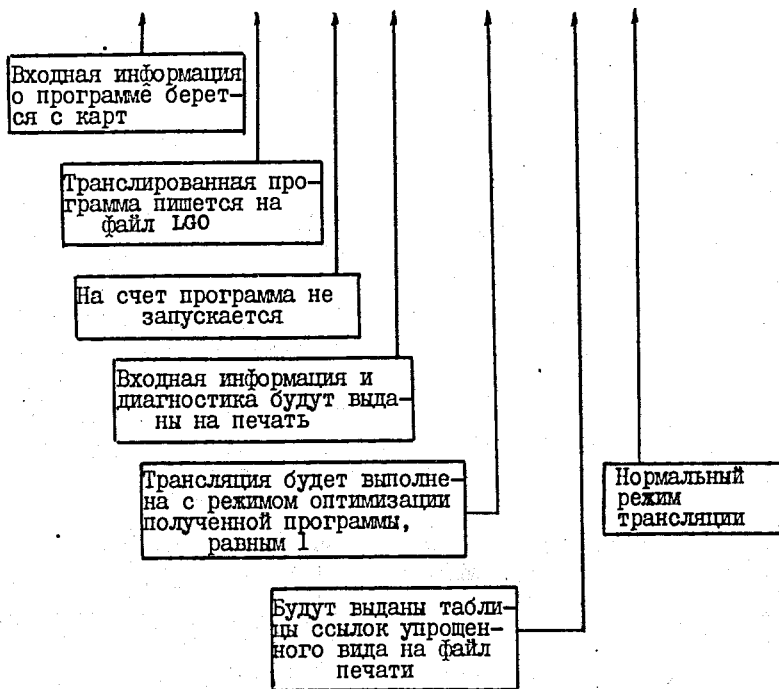 Входная информация
о программе берет-
ся с карт
Транслированная про-
грамма пишется на
файл LGO
На счет программа не
запускается
Входная информация и
диагностика будут выда-
ны на печать
Трансляция будет выполне-
на с режимом оптимизации
полученной программы,
равным 1
Нормальный
режим
трансляции
Будут выданы табли-
цы ссылок упрощен-
ного вида на файл
печати